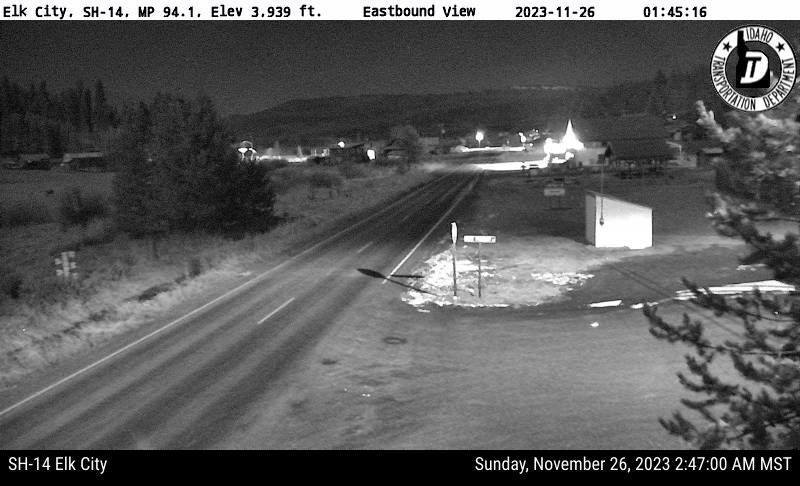 Elk City, SH-14, MP 94.1, Elev 3,939 ft. Eastbound View 2023-11-26 01:45:16
IDAHO
TRANSPORTATION DEPARTMENT
SH-14 Elk City Sunday, November 26, 2023 2:47:00 AM MST